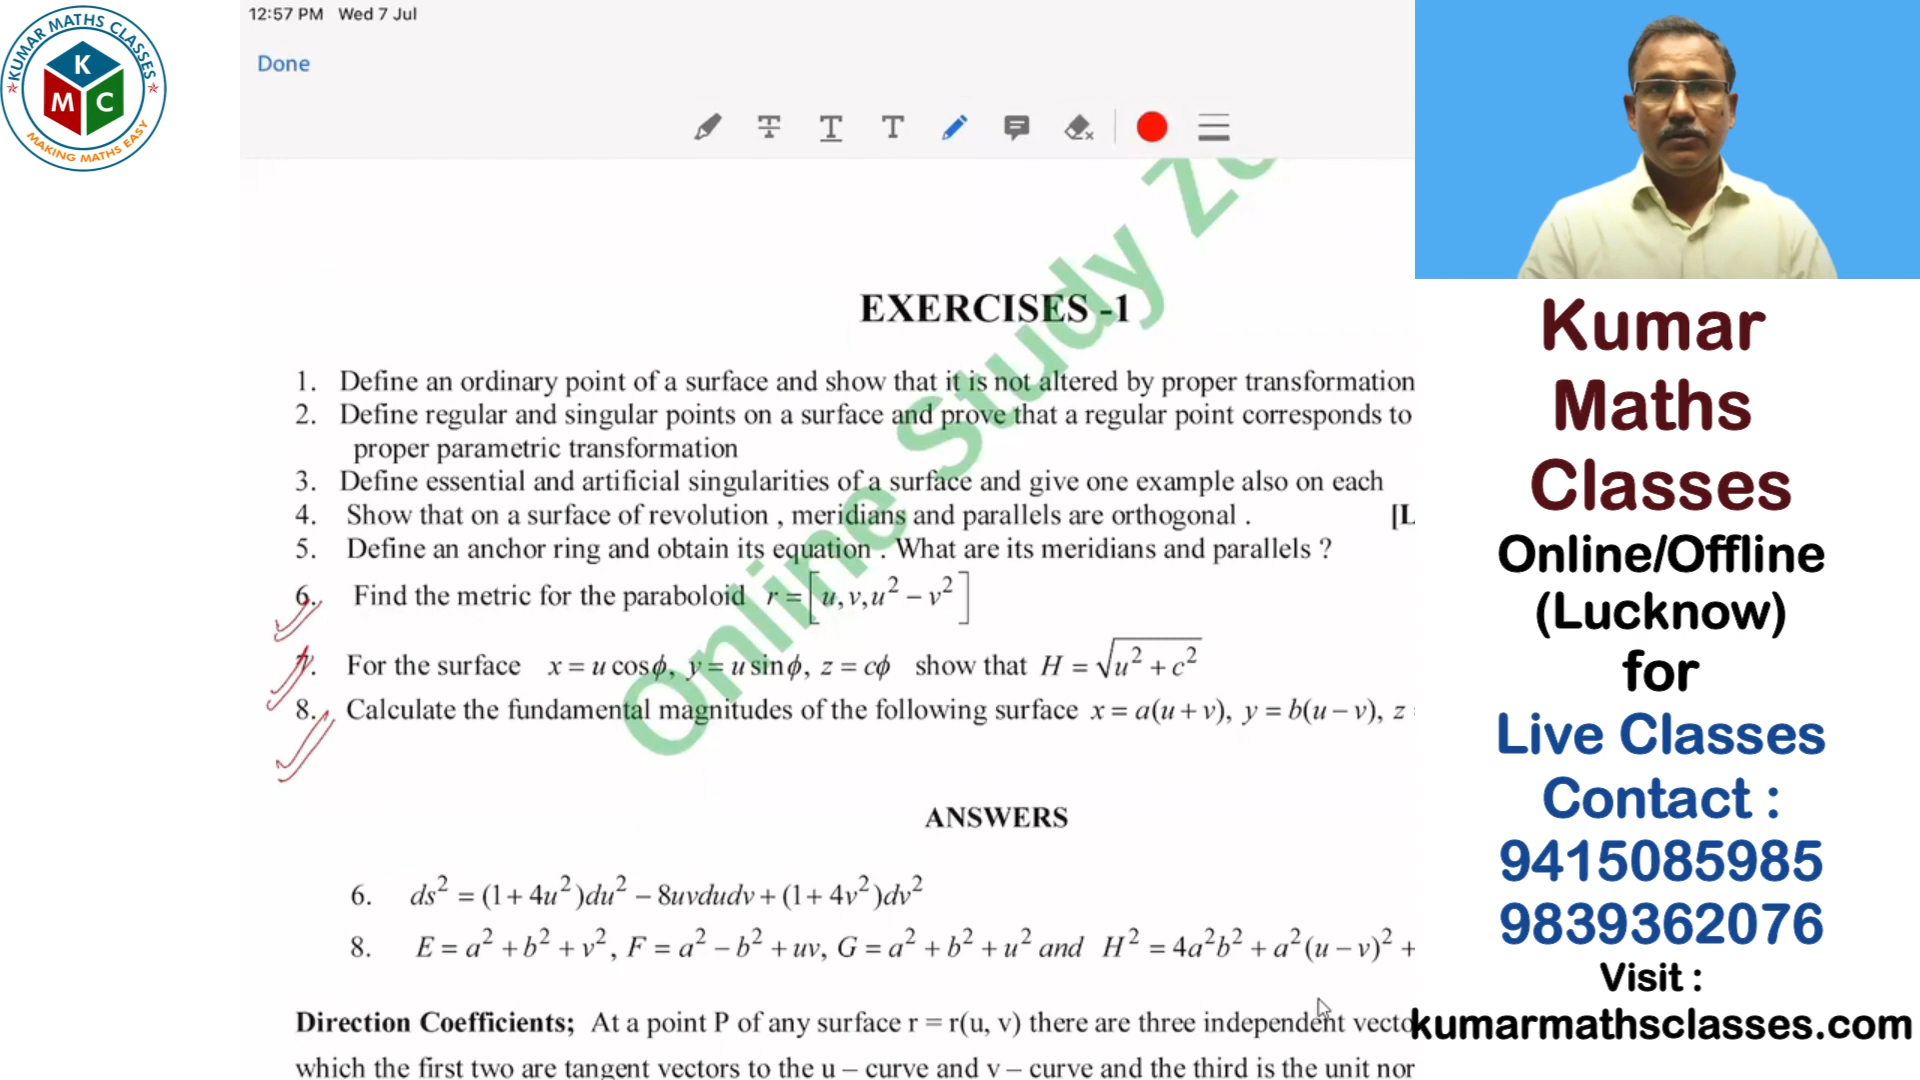 12:57 PM Wed 7 Jul
KUMAR MATHS CLASSES
K
M C
MAKING MATHS EASY
Done
Online Study
EXERCISES -1
1. Define an ordinary point of a surface and show that it is not altered by proper transformation
2. Define regular and singular points on a surface and prove that a regular point corresponds to
proper parametric transformation
3. Define essential and artificial singularities of a surface and give one example also on each
4. Show that on a surface of revolution , meridians and parallels are orthogonal . [L
5. Define an anchor ring and obtain its equation . What are its meridians and parallels ?
6. Find the metric for the paraboloid r = [u, v, u² − v²]
7. For the surface x = u cosϕ, y = u sinϕ, z = cϕ show that H = √(u² + c²)
8. Calculate the fundamental magnitudes of the following surface x = a(u + v), y = b(u − v), z
ANSWERS
6. ds² = (1 + 4u²)du² − 8uvdudv + (1 + 4v²)dv²
8. E = a² + b² + v², F = a² − b² + uv, G = a² + b² + u² and H² = 4a²b² + a²(u − v)² +
Direction Coefficients; At a point P of any surface r = r(u, v) there are three independent vecto
which the first two are tangent vectors to the u – curve and v – curve and the third is the unit nor
Kumar
Maths
Classes
Online/Offline
(Lucknow)
for
Live Classes
Contact :
9415085985
9839362076
Visit :
kumarmathsclasses.com